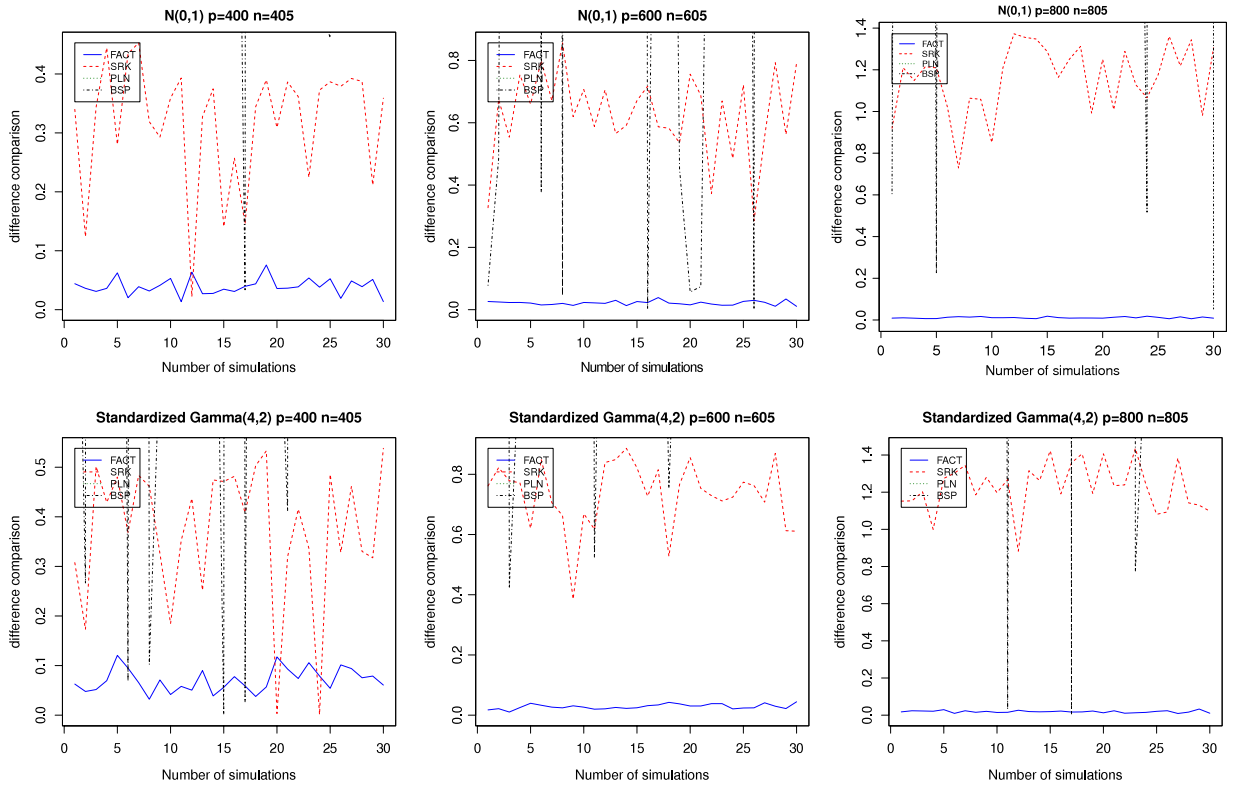 N(0,1) p=400 n=405
difference comparison
0.4
0.3
0.2
0.1
0.0
FACT
SRK
PLN
BSP
0 5 10 15 20 25 30
Number of simulations
N(0,1) p=600 n=605
difference comparison
0.8
0.6
0.4
0.2
0.0
FACT
SRK
PLN
BSP
0 5 10 15 20 25 30
Number of simulations
N(0,1) p=800 n=805
difference comparison
1.4
1.2
1.0
0.8
0.6
0.4
0.2
0.0
FACT
SRK
PLN
BSP
0 5 10 15 20 25 30
Number of simulations
Standardized Gamma(4,2) p=400 n=405
difference comparison
0.5
0.4
0.3
0.2
0.1
0.0
FACT
SRK
PLN
BSP
0 5 10 15 20 25 30
Number of simulations
Standardized Gamma(4,2) p=600 n=605
difference comparison
0.8
0.6
0.4
0.2
0.0
FACT
SRK
PLN
BSP
0 5 10 15 20 25 30
Number of simulations
Standardized Gamma(4,2) p=800 n=805
difference comparison
1.4
1.2
1.0
0.8
0.6
0.4
0.2
0.0
FACT
SRK
PLN
BSP
0 5 10 15 20 25 30
Number of simulations